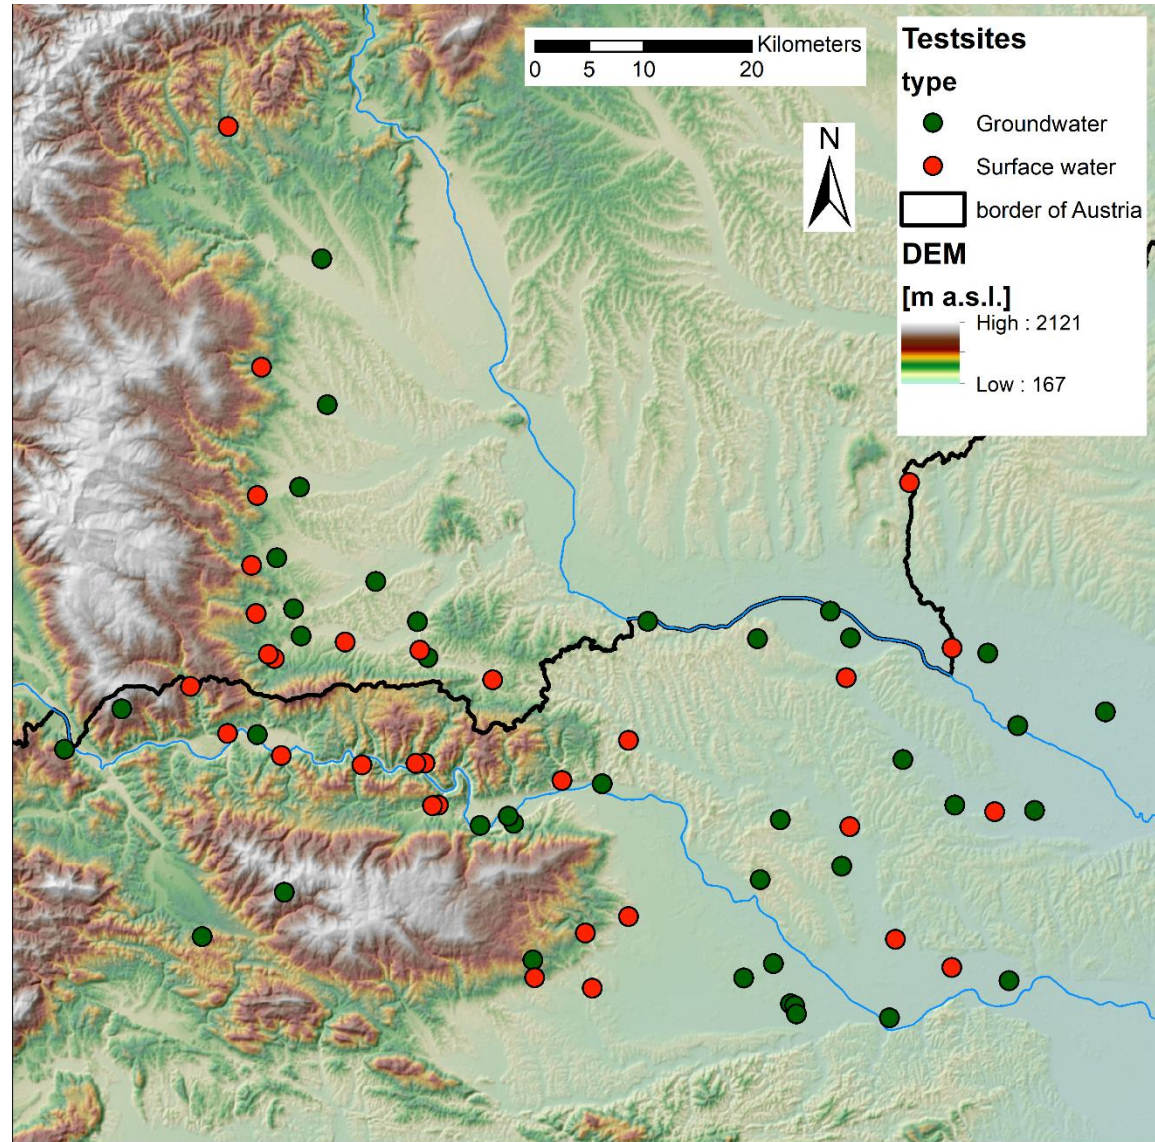 Kilometers
0 5 10 20
N
Testsites
type
Groundwater
Surface water
border of Austria
DEM
[m a.s.l.]
High : 2121
Low : 167